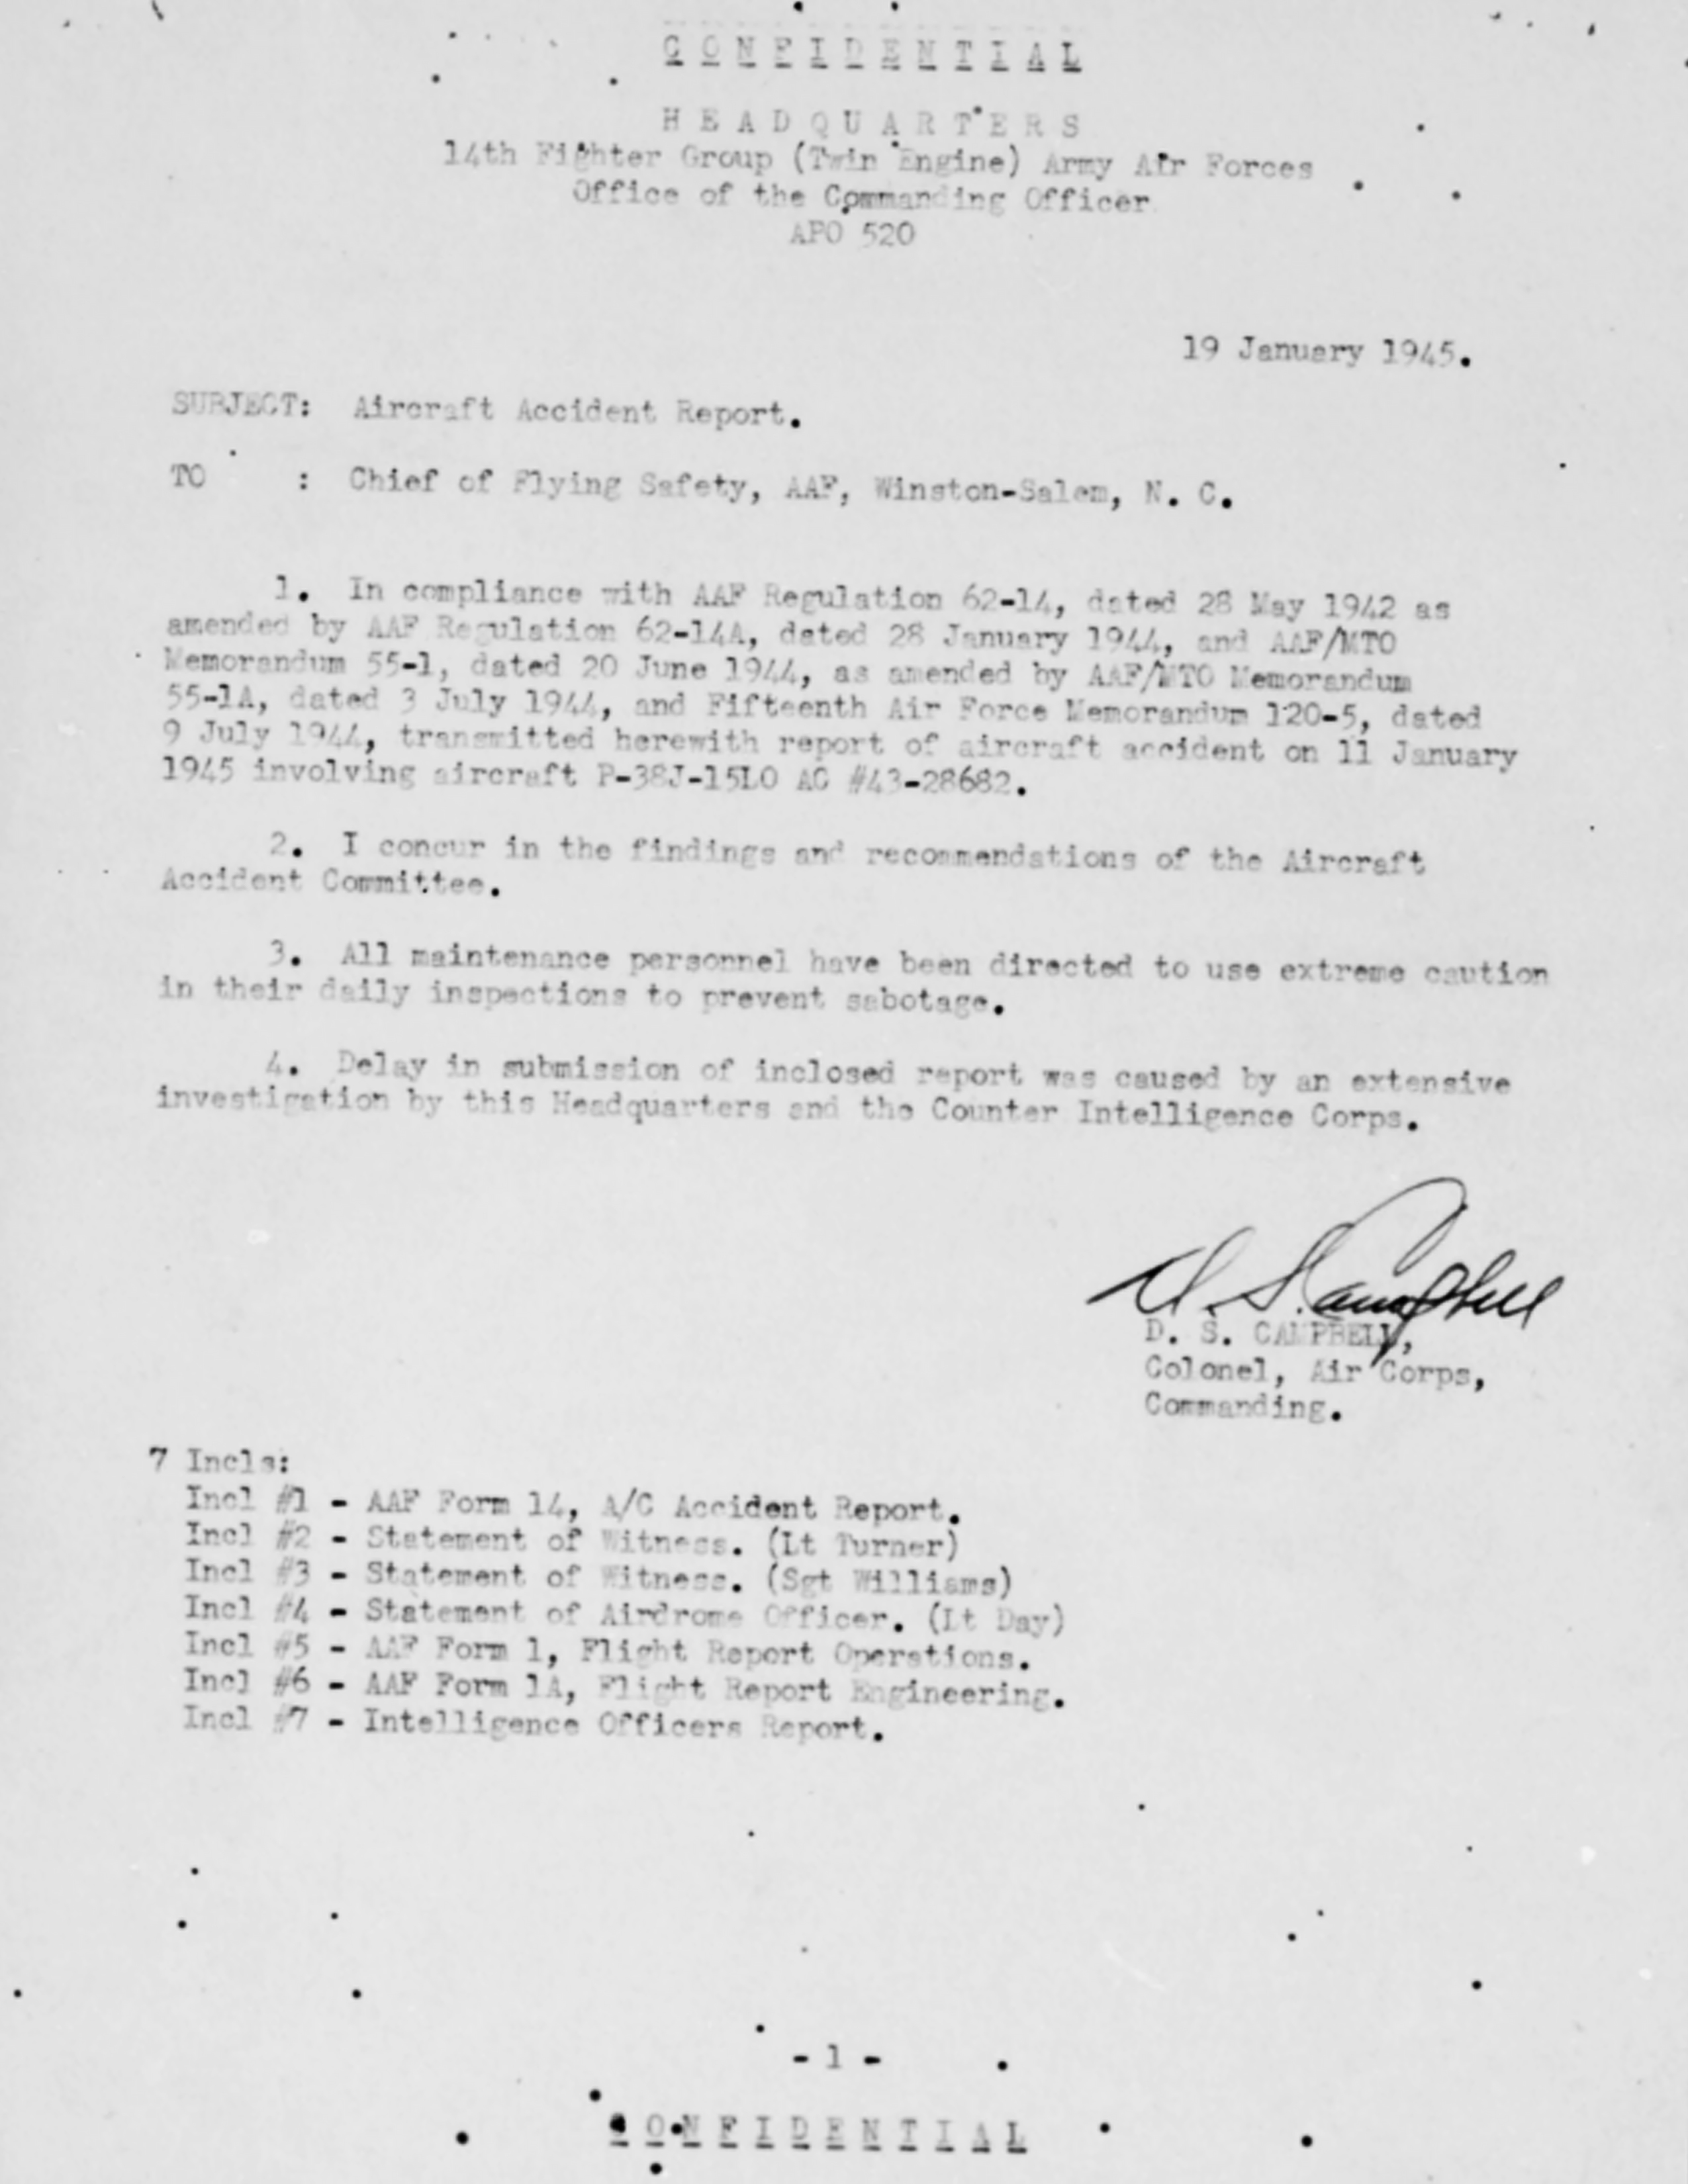 CONFIDENTIAL
HEADQUARTERS
14th Fighter Group (Twin Engine) Army Air Forces
Office of the Commanding Officer
APO 520
19 January 1945.
SUBJECT: Aircraft Accident Report.
TO : Chief of Flying Safety, AAF, Winston-Salem, N. C.
1. In compliance with AAF Regulation 62-14, dated 28 May 1942 as
amended by AAF Regulation 62-14A, dated 28 January 1944, and AAF/MTO
Memorandum 55-1, dated 20 June 1944, as amended by AAF/MTO Memorandum
55-1A, dated 3 July 1944, and Fifteenth Air Force Memorandum 120-5, dated
9 July 1944, transmitted herewith report of aircraft accident on 11 January
1945 involving aircraft P-38J-15LO AC #43-28682.
2. I concur in the findings and recommendations of the Aircraft
Accident Committee.
3. All maintenance personnel have been directed to use extreme caution
in their daily inspections to prevent sabotage.
4. Delay in submission of inclosed report was caused by an extensive
investigation by this Headquarters and the Counter Intelligence Corps.
D. S. Campbell
D. S. CAMPBELL,
Colonel, Air Corps,
Commanding.
7 Incls:
Incl #1 - AAF Form 14, A/C Accident Report.
Incl #2 - Statement of Witness. (Lt Turner)
Incl #3 - Statement of Witness. (Sgt Williams)
Incl #4 - Statement of Airdrome Officer. (Lt Day)
Incl #5 - AAF Form 1, Flight Report Operations.
Incl #6 - AAF Form 1A, Flight Report Engineering.
Incl #7 - Intelligence Officers Report.
- 1 -
CONFIDENTIAL